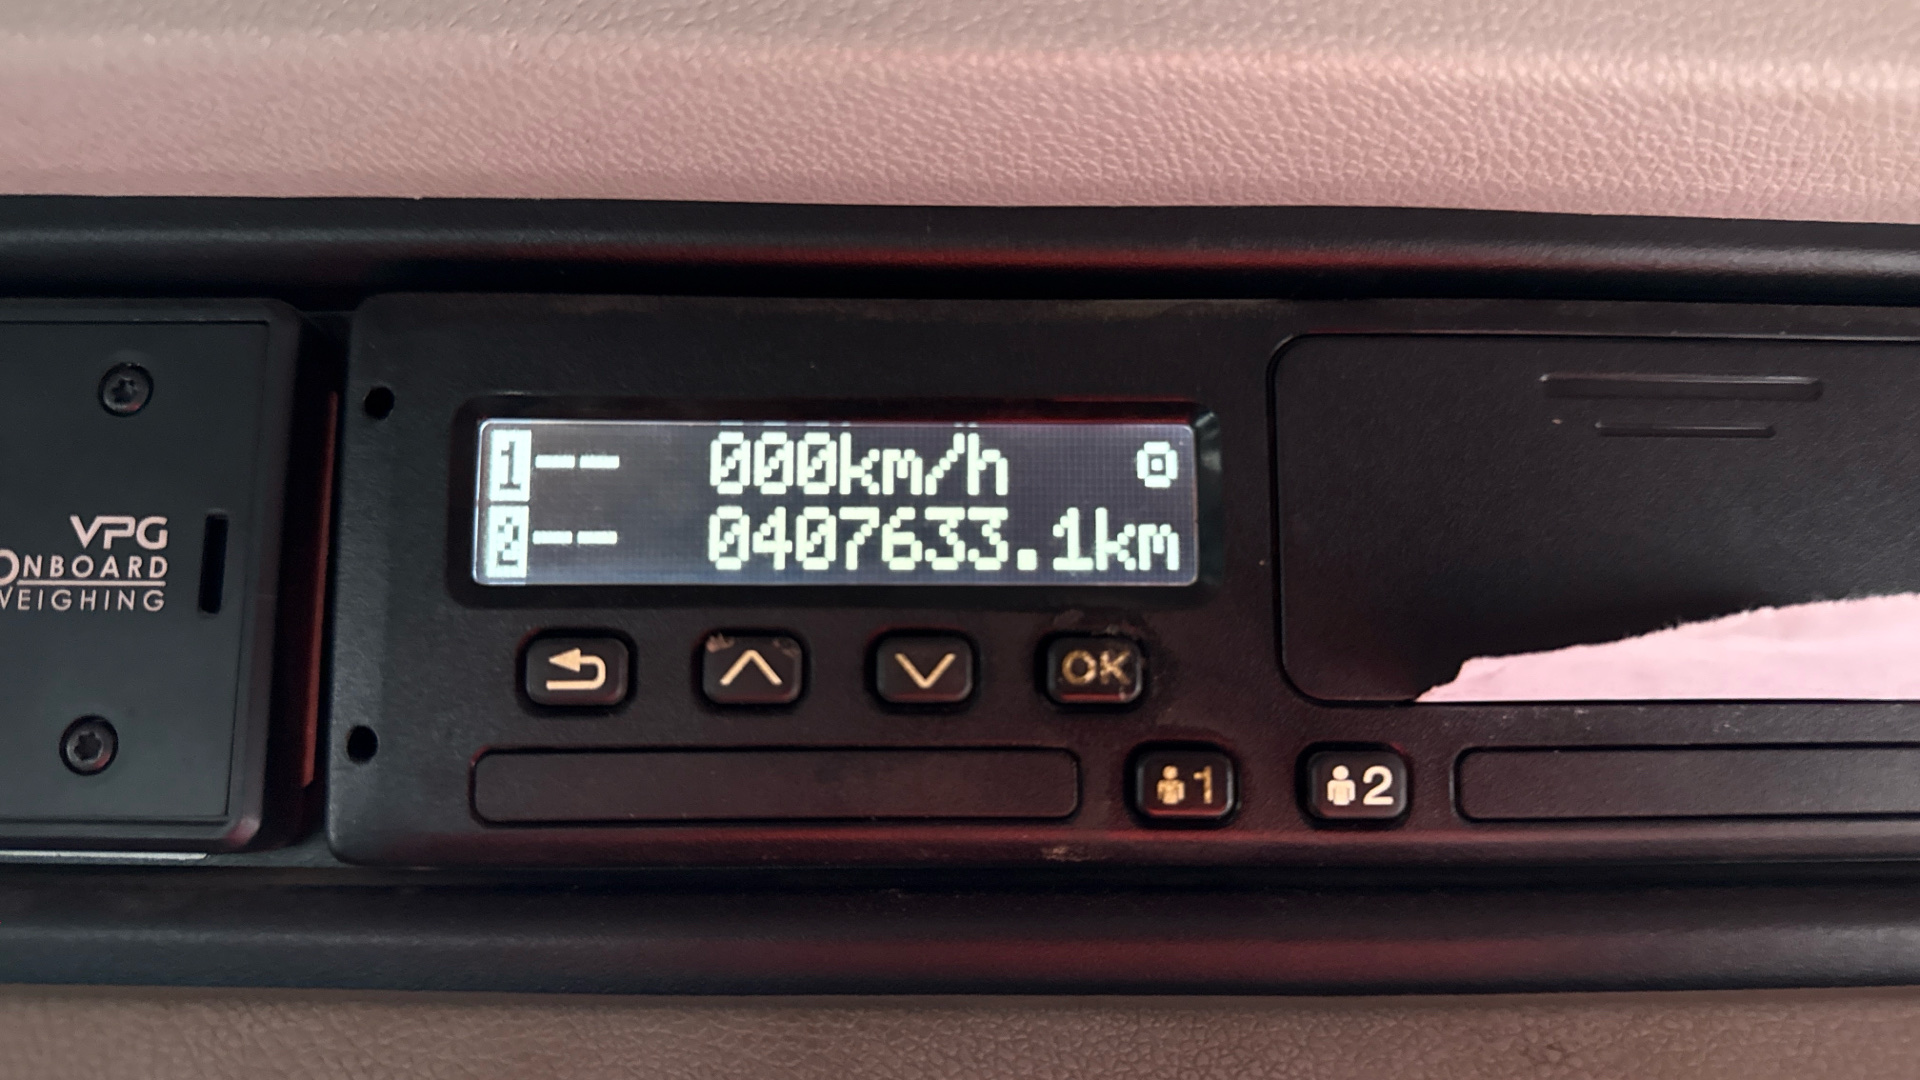 VPG
ONBOARD
WEIGHING
1-- 000km/h
2-- 0407633.1km
OK
1
2